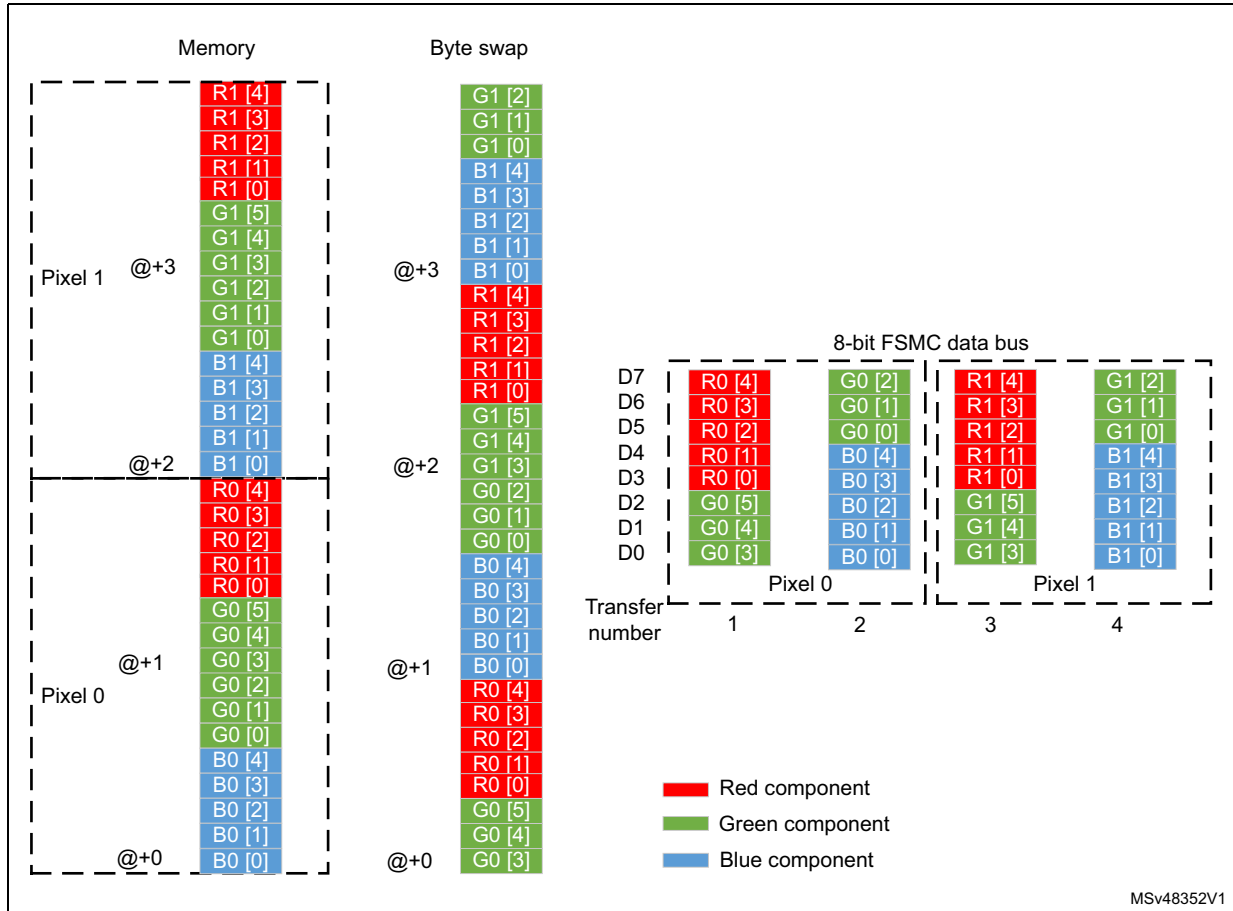 Memory
Byte swap
R1 [4]
R1 [3]
R1 [2]
R1 [1]
R1 [0]
G1 [5]
G1 [4]
G1 [3]
G1 [2]
G1 [1]
G1 [0]
B1 [4]
B1 [3]
B1 [2]
B1 [1]
B1 [0]
R0 [4]
R0 [3]
R0 [2]
R0 [1]
R0 [0]
G0 [5]
G0 [4]
G0 [3]
G0 [2]
G0 [1]
G0 [0]
B0 [4]
B0 [3]
B0 [2]
B0 [1]
B0 [0]
Pixel 1
Pixel 0
@+3
@+2
@+1
@+0
G1 [2]
G1 [1]
G1 [0]
B1 [4]
B1 [3]
B1 [2]
B1 [1]
B1 [0]
R1 [4]
R1 [3]
R1 [2]
R1 [1]
R1 [0]
G1 [5]
G1 [4]
G1 [3]
G0 [2]
G0 [1]
G0 [0]
B0 [4]
B0 [3]
B0 [2]
B0 [1]
B0 [0]
R0 [4]
R0 [3]
R0 [2]
R0 [1]
R0 [0]
G0 [5]
G0 [4]
G0 [3]
@+3
@+2
@+1
@+0
8-bit FSMC data bus
D7 R0 [4] G0 [2] R1 [4] G1 [2]
D6 R0 [3] G0 [1] R1 [3] G1 [1]
D5 R0 [2] G0 [0] R1 [2] G1 [0]
D4 R0 [1] B0 [4] R1 [1] B1 [4]
D3 R0 [0] B0 [3] R1 [0] B1 [3]
D2 G0 [5] B0 [2] G1 [5] B1 [2]
D1 G0 [4] B0 [1] G1 [4] B1 [1]
D0 G0 [3] B0 [0] G1 [3] B1 [0]
Pixel 0 Pixel 1
Transfer
number 1 2 3 4
Red component
Green component
Blue component
MSv48352V1